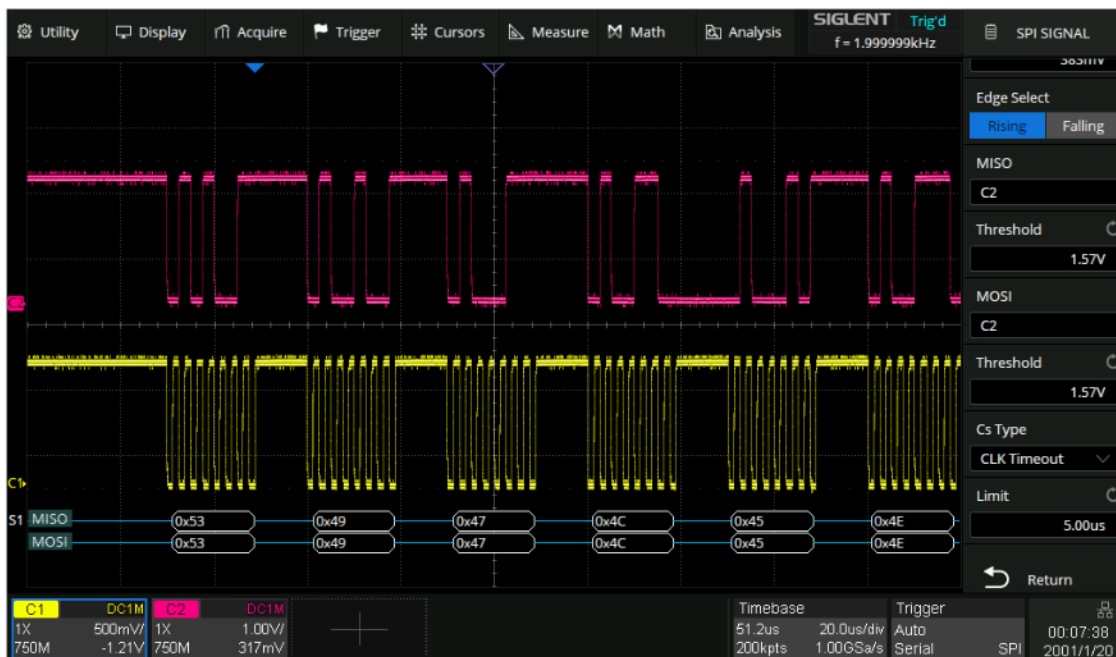 Utility Display Acquire Trigger Cursors Measure Math Analysis
SIGLENT Trig'd
f = 1.999999kHz
SPI SIGNAL
383mV
Edge Select
Rising Falling
MISO
C2
Threshold
1.57V
MOSI
C2
Threshold
1.57V
Cs Type
CLK Timeout
Limit
5.00us
Return
C2
C1
S1 MISO 0x53 0x49 0x47 0x4C 0x45 0x4E
MOSI 0x53 0x49 0x47 0x4C 0x45 0x4E
C1 DC1M
1X 500mV/
750M -1.21V
C2 DC1M
1X 1.00V/
750M 317mV
Timebase
51.2us 20.0us/div
200kpts 1.00GSa/s
Trigger
Auto
Serial SPI
00:07:38
2001/1/20